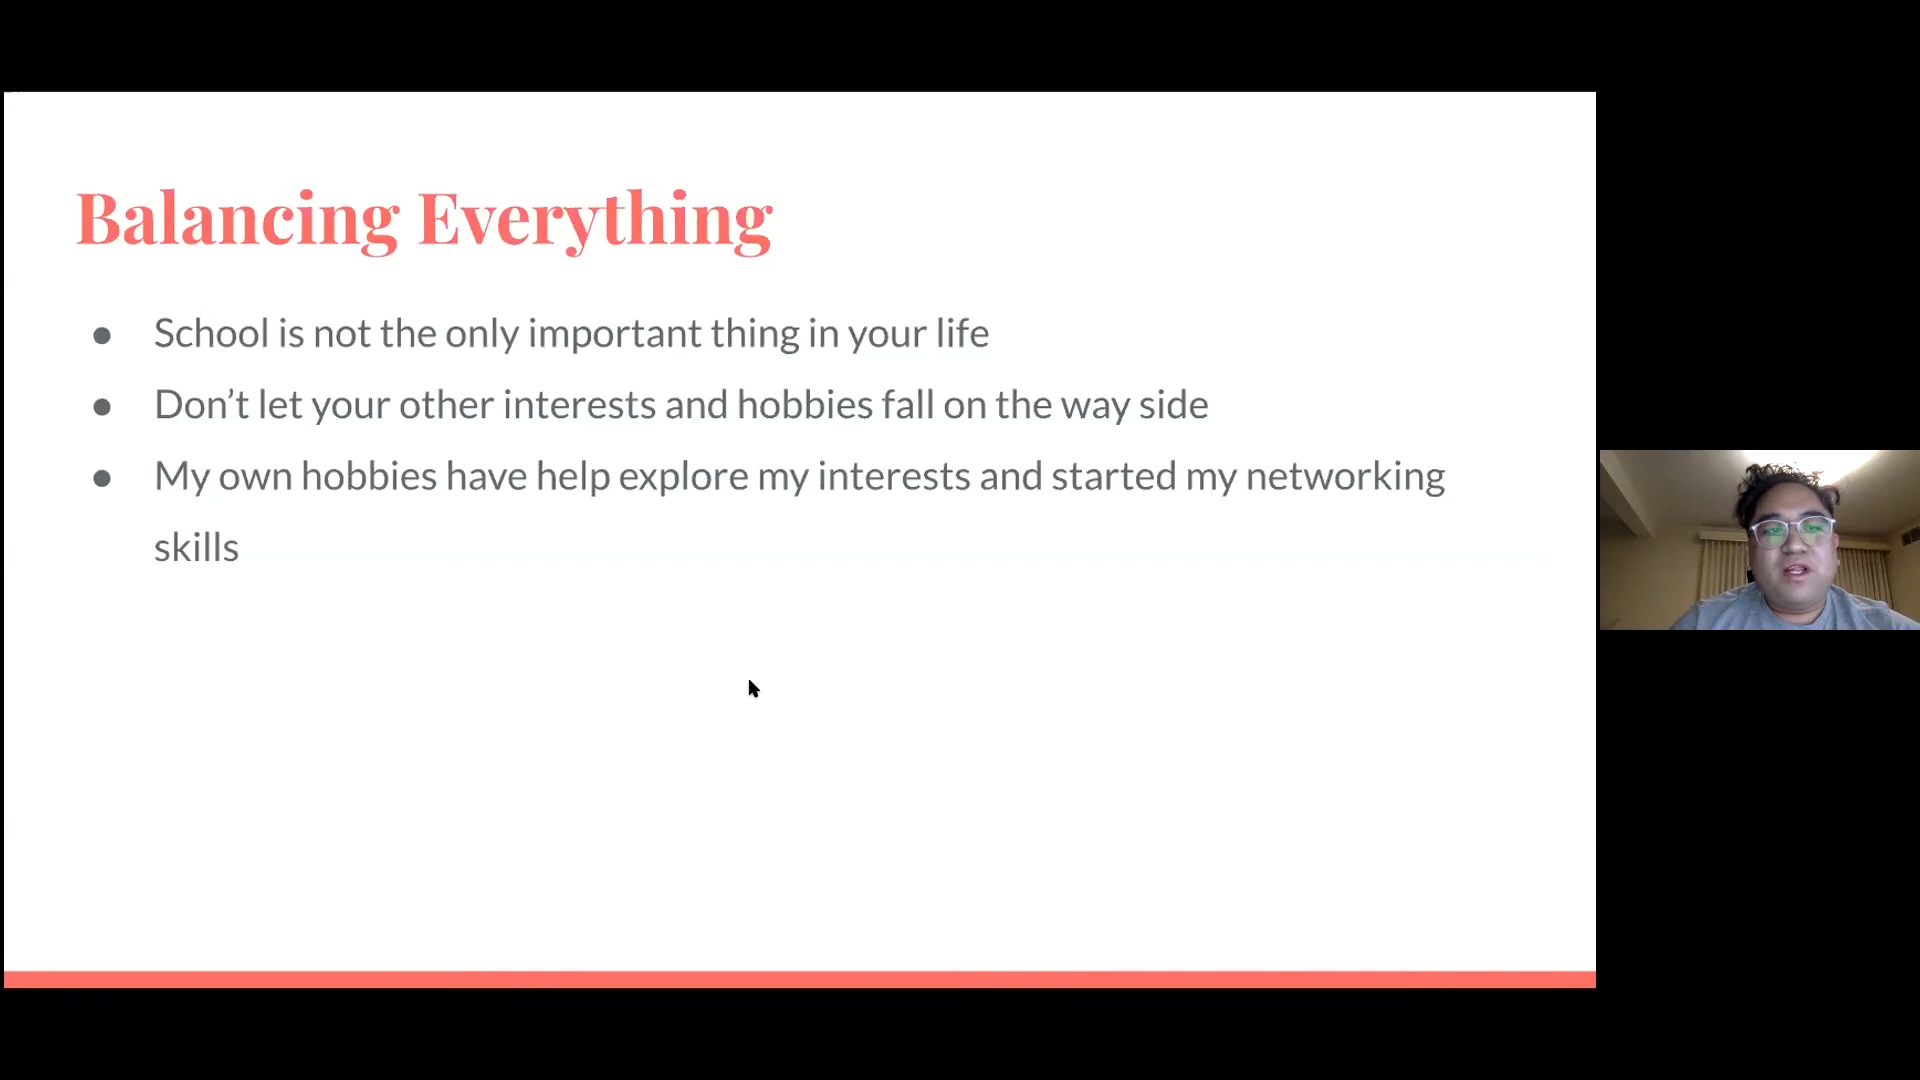 Balancing Everything
● School is not the only important thing in your life
● Don’t let your other interests and hobbies fall on the way side
● My own hobbies have help explore my interests and started my networking
skills